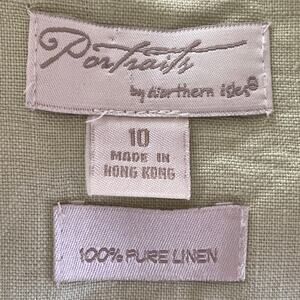 Portraits
by Northern Isles®
10
MADE IN
HONG KONG
100% PURE LINEN